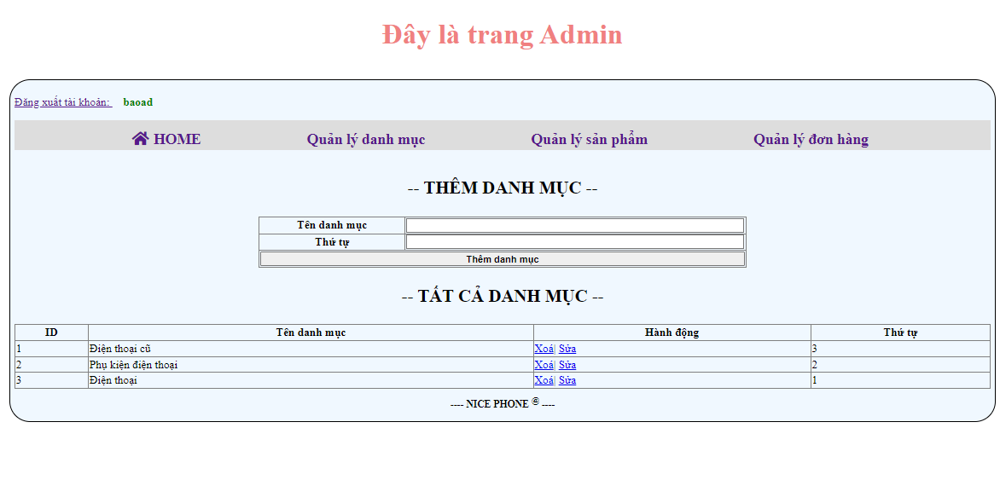 Đây là trang Admin
Đăng xuất tài khoản: baoad
HOME Quản lý danh mục Quản lý sản phẩm Quản lý đơn hàng
-- THÊM DANH MỤC --
Tên danh mục
Thứ tự
Thêm danh mục
-- TẤT CẢ DANH MỤC --
ID Tên danh mục Hành động Thứ tự
1 Điện thoại cũ Xoá| Sửa 3
2 Phụ kiện điện thoại Xoá| Sửa 2
3 Điện thoại Xoá| Sửa 1
---- NICE PHONE @ ----